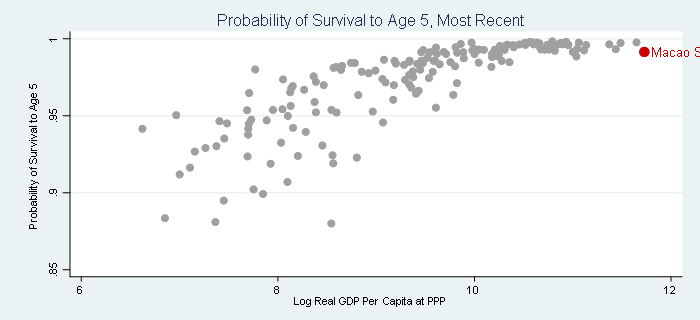 Probability of Survival to Age 5, Most Recent
Probability of Survival to Age 5
1
.95
.9
.85
Macao S
6
8
10
12
Log Real GDP Per Capita at PPP